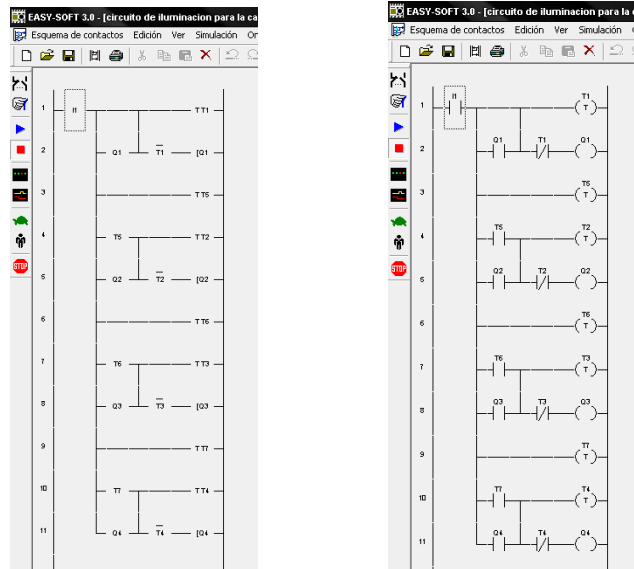 EASY-SOFT 3.0 - [circuito de iluminacion para la ca
Esquema de contactos Edición Ver Simulación On
1 I1 T T1
2 Q1 T1 [Q1
3 T T5
4 T5 T T2
5 Q2 T2 [Q2
6 T T6
7 T6 T T3
8 Q3 T3 [Q3
9 T T7
10 T7 T T4
11 Q4 T4 [Q4
STOP
EASY-SOFT 3.0 - [circuito de iluminacion para la
Esquema de contactos Edición Ver Simulación
I1 T1
1 T
Q1 T1 Q1
2
T5
3 T
T5 T2
4 T
Q2 T2 Q2
5
T6
6 T
T6 T3
7 T
Q3 T3 Q3
8
T7
9 T
T7 T4
10 T
Q4 T4 Q4
11
STOP